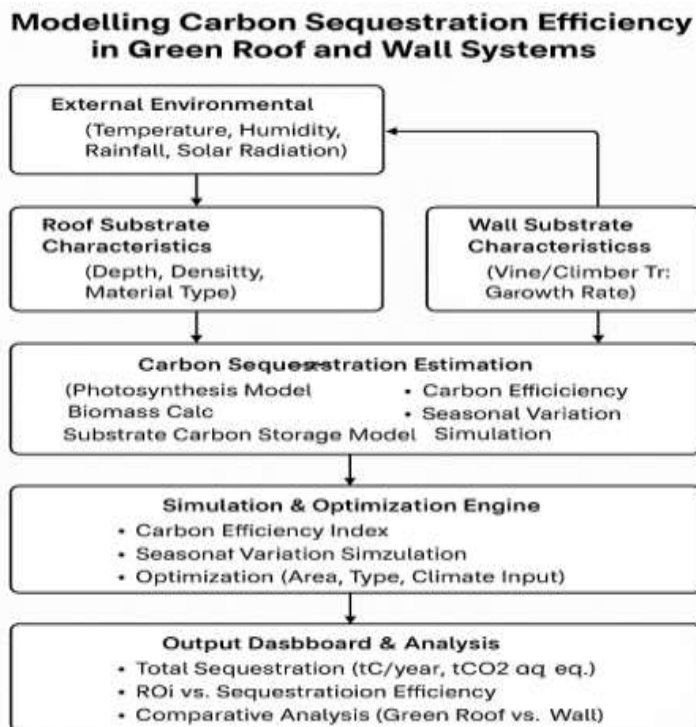 Modelling Carbon Sequestration Efficiency
in Green Roof and Wall Systems
External Environmental
(Temperature, Humidity,
Rainfall, Solar Radiation)
Roof Substrate
Characteristics
(Depth, Densitty,
Material Type)
Wall Substrate
Characteristicss
(Vine/Climber Tr:
Garowth Rate)
Carbon Sequestration Estimation
(Photosynthesis Model
Biomass Calc
Substrate Carbon Storage Model
• Carbon Efificiency
• Seasonal Variation
Simulation
Simulation & Optimization Engine
• Carbon Efficiency Index
• Seasonat Variation Simzulation
• Optimization (Area, Type, Climate Input)
Output Dasbboard & Analysis
• Total Sequestration (tC/year, tCO2 aq eq.)
• ROi vs. Sequestratioion Efficiency
• Comparative Analysis (Green Roof vs. Wall)